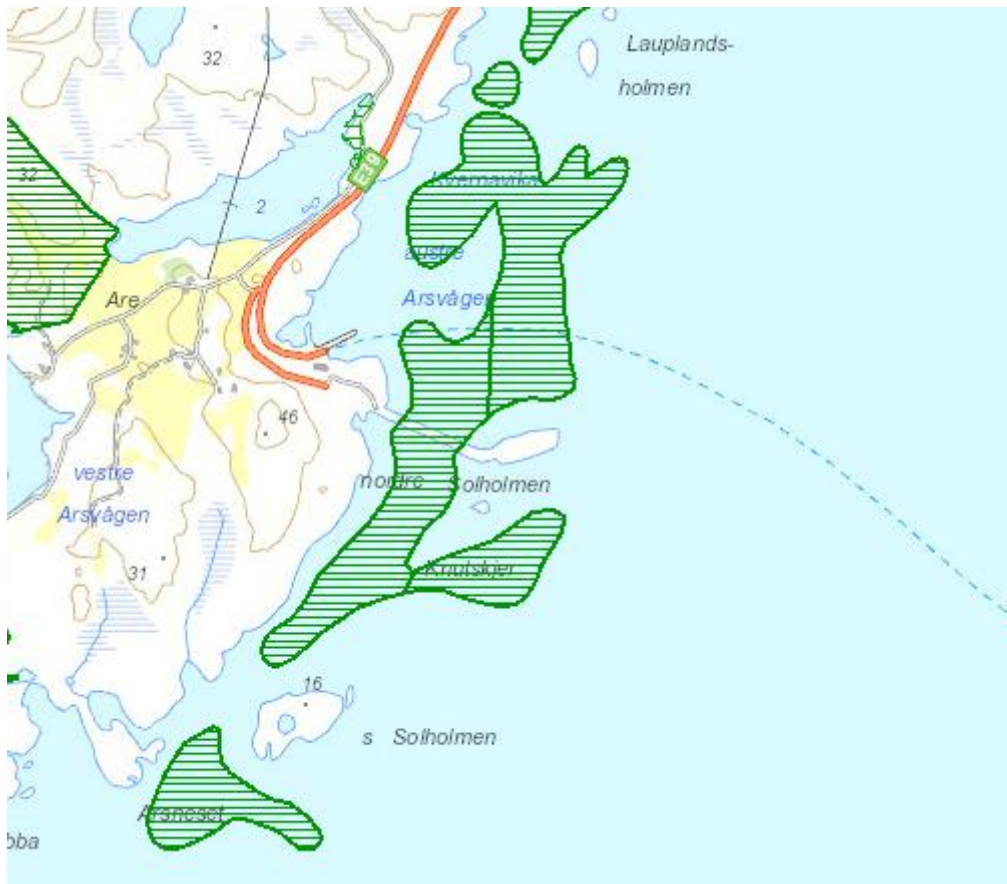 Lauplands-
holmen
32
32
E39
Kvernavika
2
austre
Arsvågen
Are
46
vestre
Arsvågen
nordre Solholmen
Knutskjer
31
16
s Solholmen
Arsneset
bba